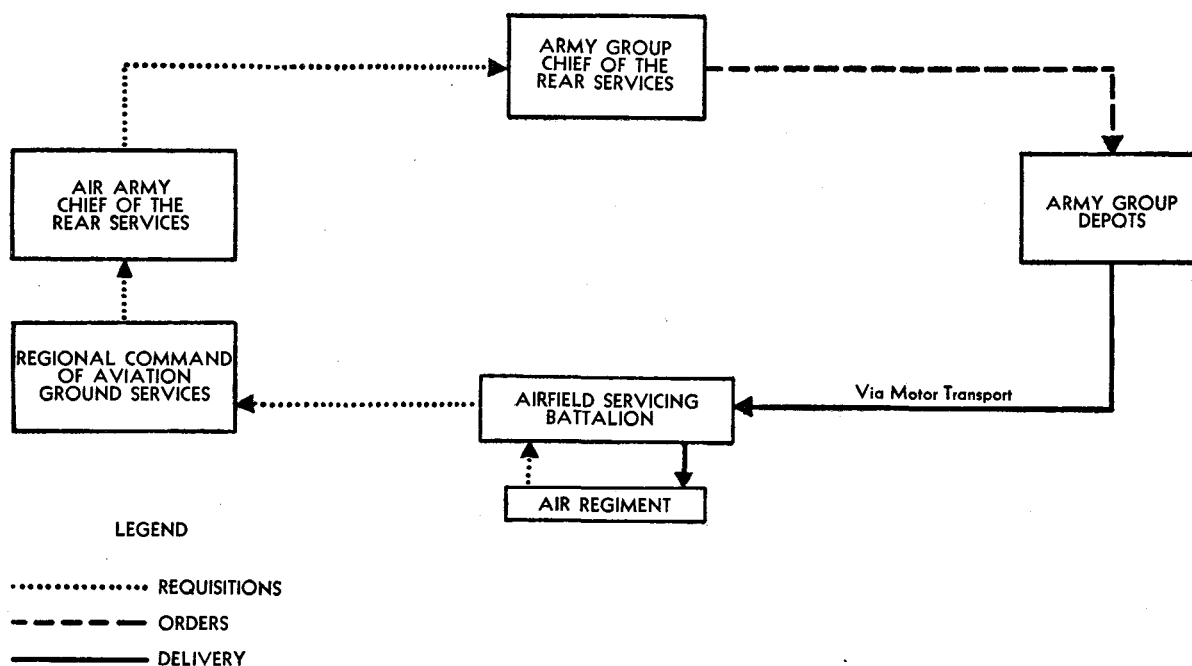 ARMY GROUP
CHIEF OF THE
REAR SERVICES
AIR ARMY
CHIEF OF THE
REAR SERVICES
ARMY GROUP
DEPOTS
REGIONAL COMMAND
OF AVIATION
GROUND SERVICES
AIRFIELD SERVICING
BATTALION
Via Motor Transport
AIR REGIMENT
LEGEND
REQUISITIONS
ORDERS
DELIVERY